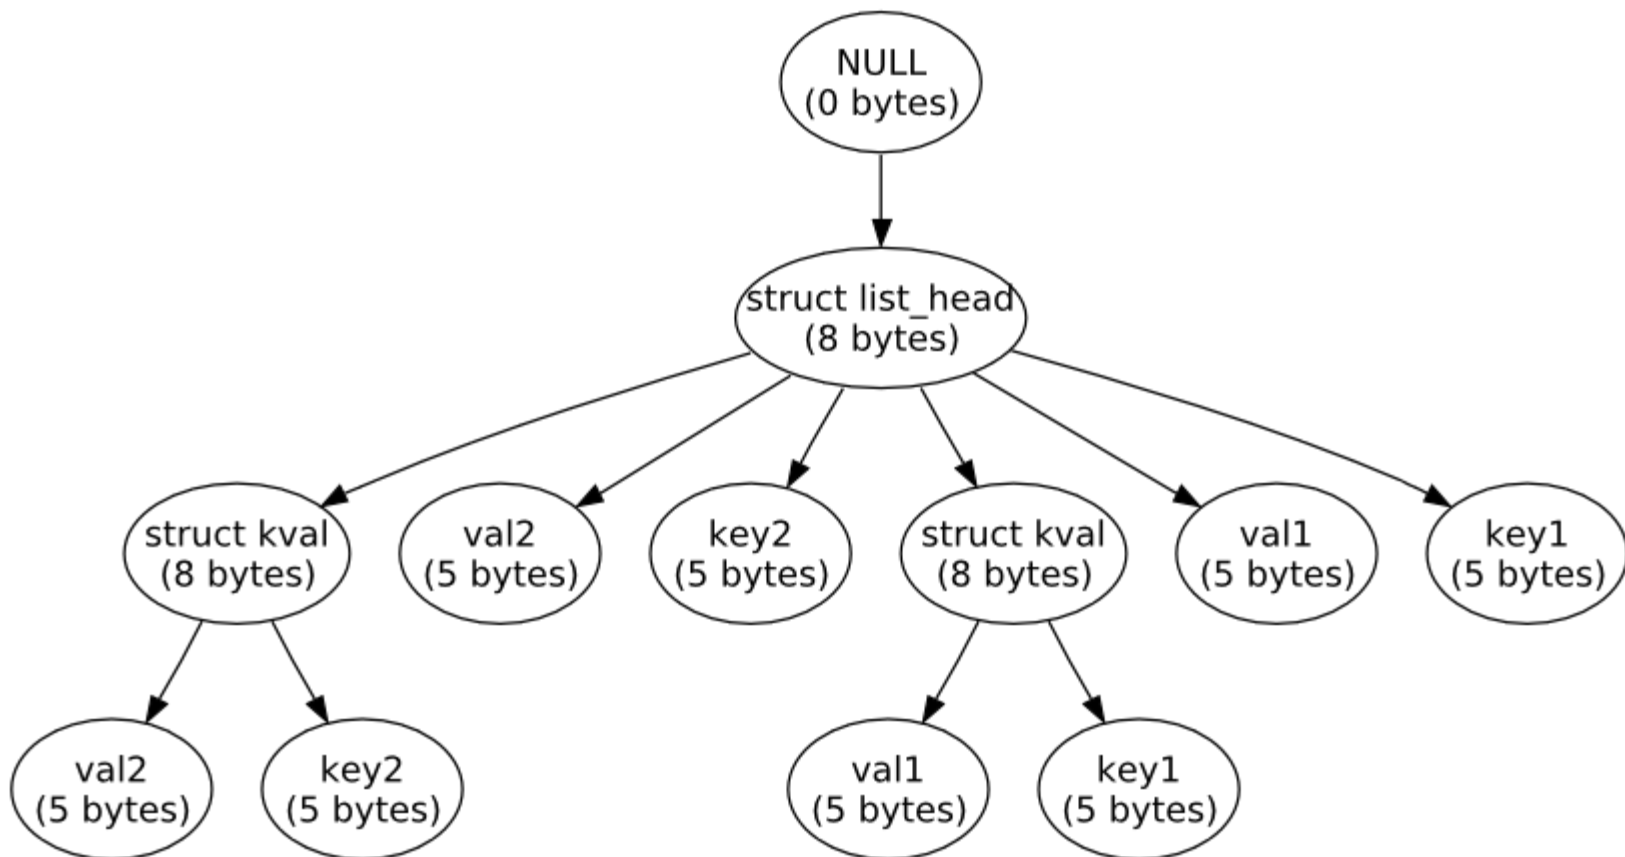 NULL
(0 bytes)
struct list_head
(8 bytes)
struct kval
(8 bytes)
val2
(5 bytes)
key2
(5 bytes)
struct kval
(8 bytes)
val1
(5 bytes)
key1
(5 bytes)
val2
(5 bytes)
key2
(5 bytes)
val1
(5 bytes)
key1
(5 bytes)